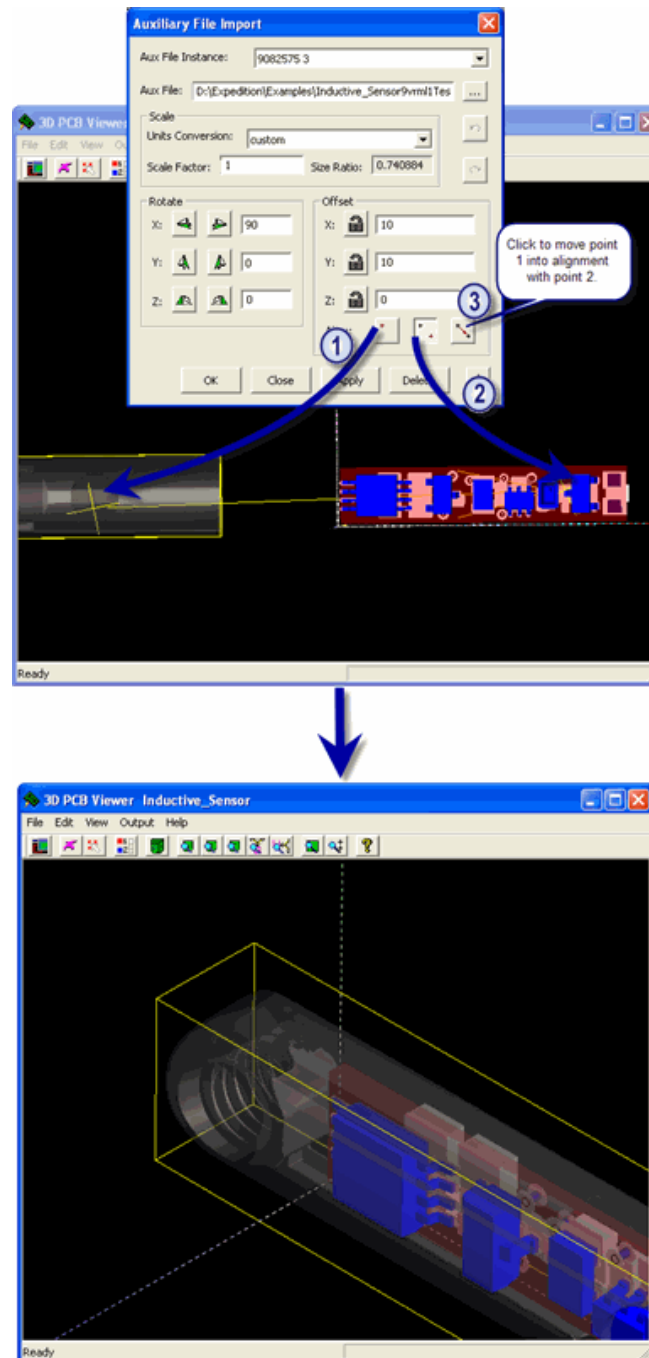 Auxiliary File Import
Aux File Instance: 9082575 3
Aux File: D:\Expedition\Examples\Inductive_Sensor9vrml1Tes ...
Scale
Units Conversion: custom
Scale Factor: 1 Size Ratio: 0.740884
Rotate
X: 90
Y: 0
Z: 0
Offset
X: 10
Y: 10
Z: 0
Click to move point
1 into alignment
with point 2.
1
2
3
OK Close Apply Delete
3D PCB Viewer
File Edit View
Ready
3D PCB Viewer Inductive_Sensor
File Edit View Output Help
Ready